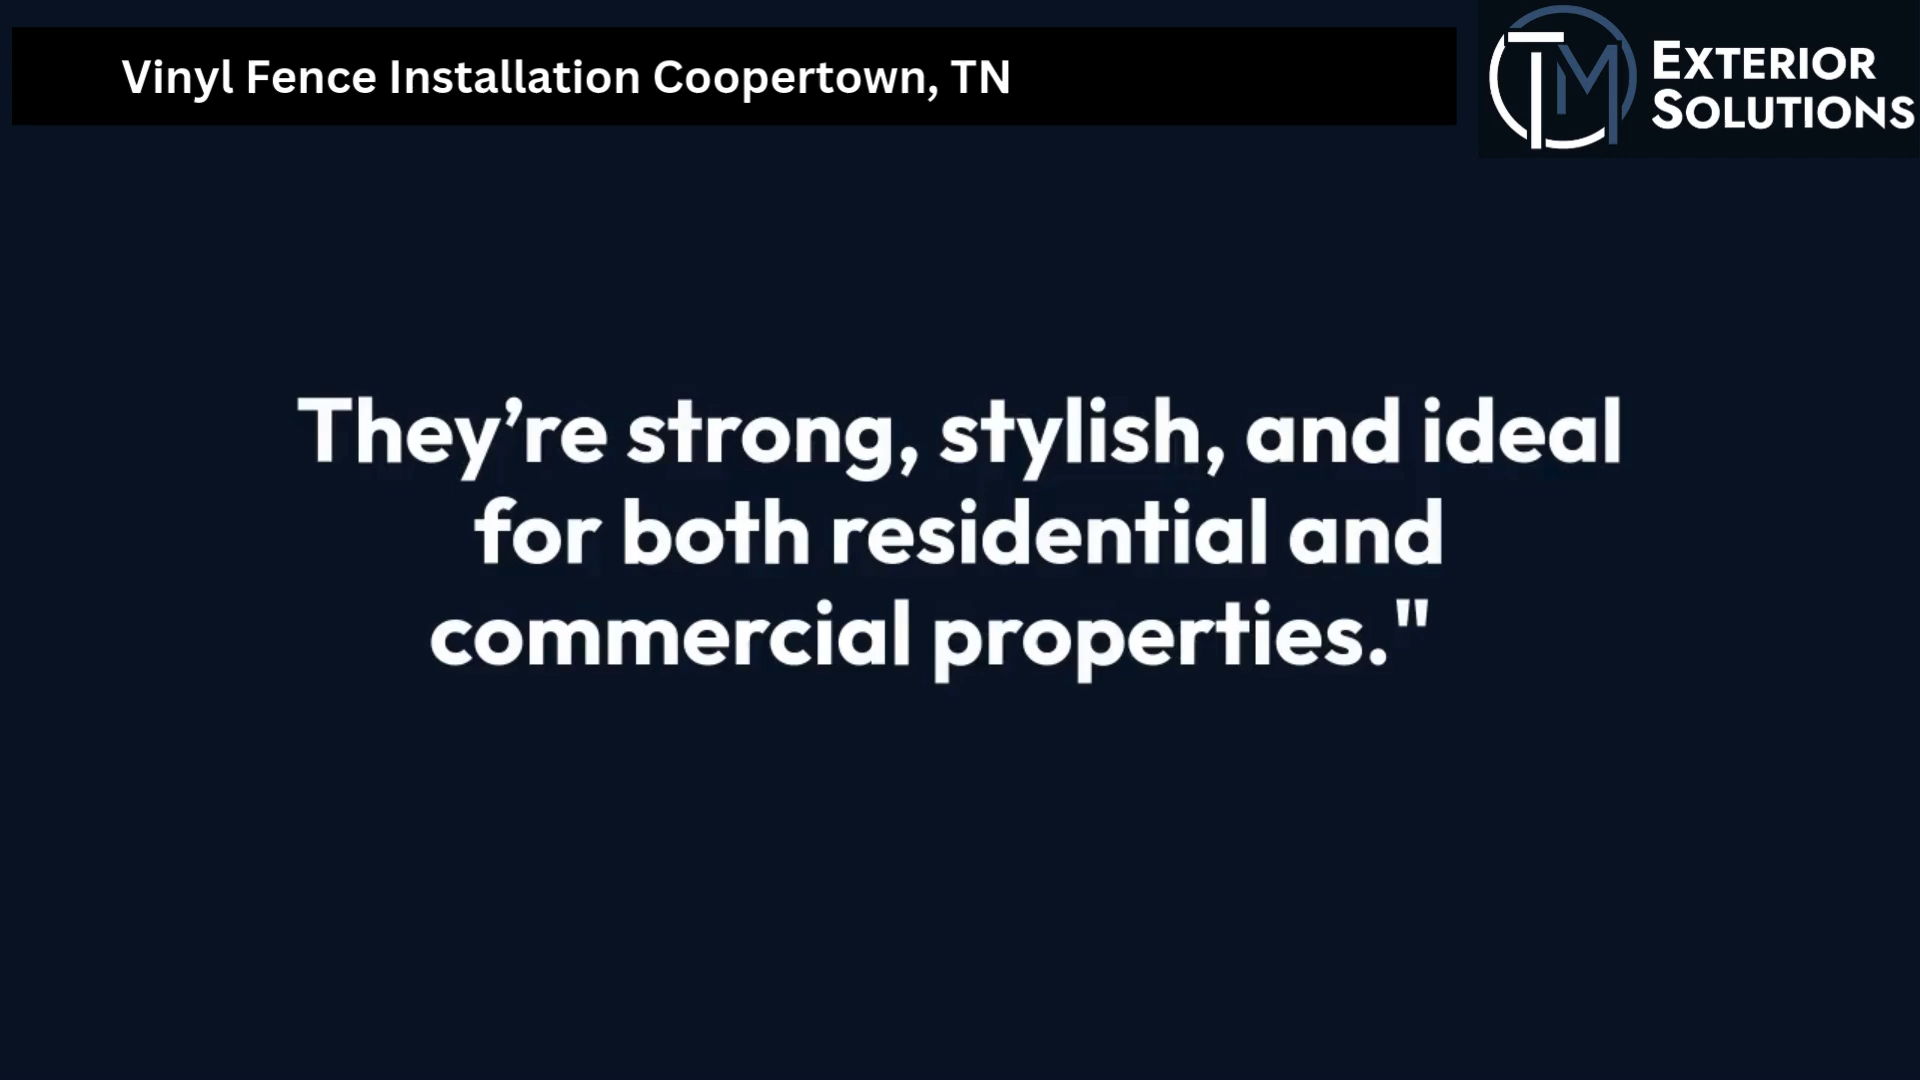 Vinyl Fence Installation Coopertown, TN
TM
EXTERIOR
SOLUTIONS
They’re strong, stylish, and ideal
for both residential and
commercial properties."